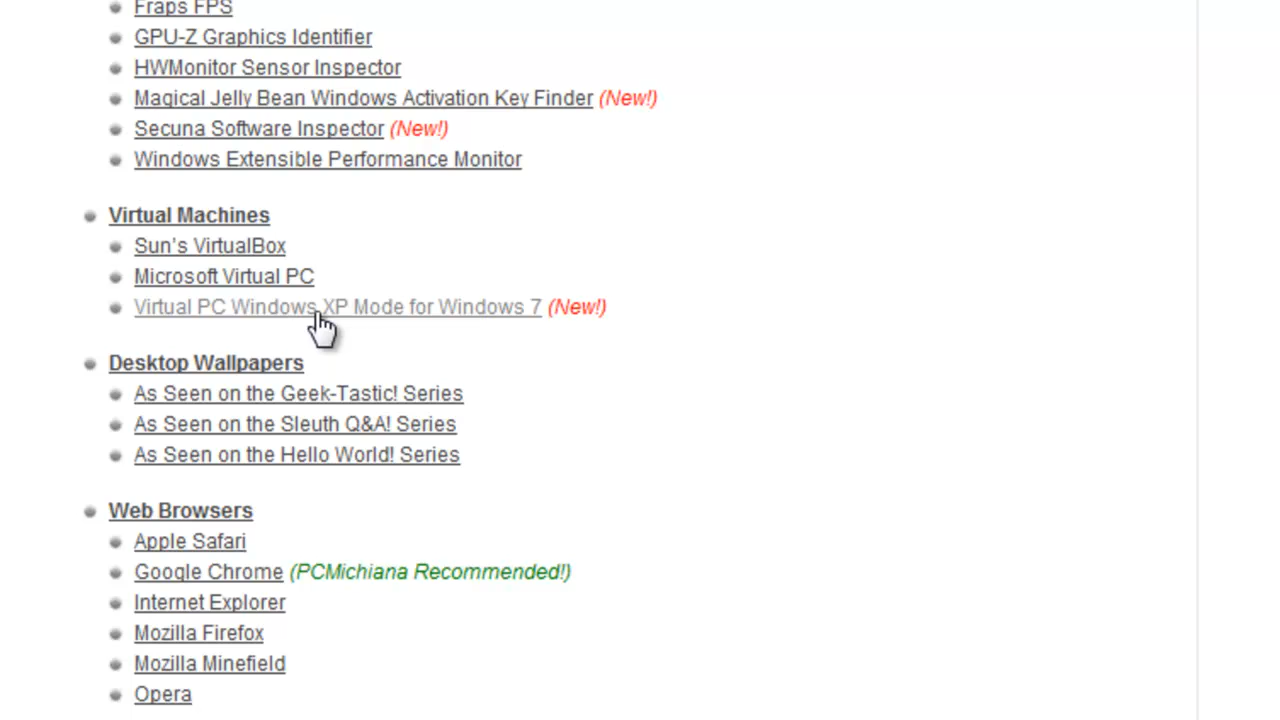 Fraps FPS
GPU-Z Graphics Identifier
HWMonitor Sensor Inspector
Magical Jelly Bean Windows Activation Key Finder (New!)
Secuna Software Inspector (New!)
Windows Extensible Performance Monitor
Virtual Machines
Sun's VirtualBox
Microsoft Virtual PC
Virtual PC Windows XP Mode for Windows 7 (New!)
Desktop Wallpapers
As Seen on the Geek-Tastic! Series
As Seen on the Sleuth Q&A! Series
As Seen on the Hello World! Series
Web Browsers
Apple Safari
Google Chrome (PCMichiana Recommended!)
Internet Explorer
Mozilla Firefox
Mozilla Minefield
Opera